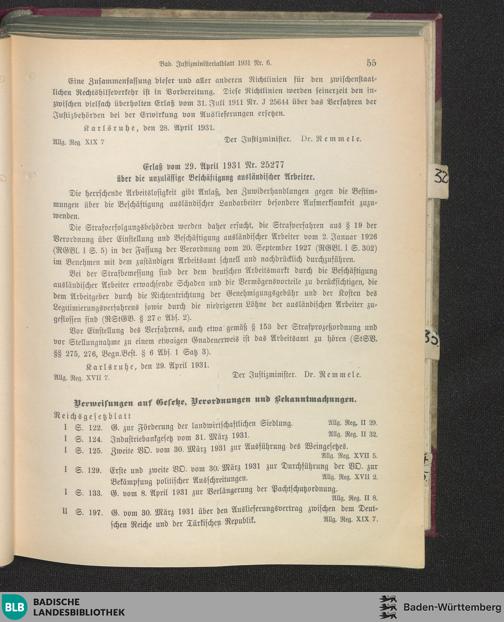 Bad. Justizministerialblatt 1931 Nr. 6. 55
Eine Zusammenfassung dieser und aller anderen Richtlinien für den zwischenstaat-
lichen Rechtshilfeverkehr ist in Vorbereitung. Diese Richtlinien werden seinerzeit den in-
zwischen vielfach überholten Erlaß vom 31. Juli 1911 Nr. J 25644 über das Verfahren der
Justizbehörden bei der Erwirkung von Auslieferungen ersetzen.
Karlsruhe, den 28. April 1931.
Allg. Reg. XIX 7 Der Justizminister. Dr. Remmele.
Erlaß vom 29. April 1931 Nr. 25277
über die unzulässige Beschäftigung ausländischer Arbeiter.
Die herrschende Arbeitslosigkeit gibt Anlaß, den Zuwiderhandlungen gegen die Bestim-
mungen über die Beschäftigung ausländischer Landarbeiter besondere Aufmerksamkeit zuzu-
wenden.
Die Strafverfolgungsbehörden werden daher ersucht, die Strafverfahren aus § 19 der
Verordnung über Einstellung und Beschäftigung ausländischer Arbeiter vom 2. Januar 1926
(RGBl. I S. 5) in der Fassung der Verordnung vom 20. September 1927 (RGBl. I S. 302)
im Benehmen mit dem zuständigen Arbeitsamt schnell und nachdrücklich durchzuführen.
Bei der Strafbemessung sind der dem deutschen Arbeitsmarkt durch die Beschäftigung
ausländischer Arbeiter erwachsende Schaden und die Vermögensvorteile zu berücksichtigen, die
dem Arbeitgeber durch die Nichtentrichtung der Genehmigungsgebühr und der Kosten des
Legitimierungsverfahrens sowie durch die niedrigeren Löhne der ausländischen Arbeiter zu-
geflossen sind (RStGB. § 27 c Abs. 2).
Vor Einstellung des Verfahrens, auch etwa gemäß § 153 der Strafprozeßordnung und
vor Stellungnahme zu einem etwaigen Gnadenerweis ist das Arbeitsamt zu hören (StSV.
§§ 275, 276, Begn.Best. § 6 Abs. 1 Satz 3).
Karlsruhe, den 29. April 1931.
Allg. Reg. XVII 7. Der Justizminister. Dr. Remmele.
Verweisungen auf Gesetze, Verordnungen und Bekanntmachungen.
Reichsgesetzblatt
I S. 122. G. zur Förderung der landwirtschaftlichen Siedlung. Allg. Reg. II 29.
I S. 124. Industriebankgesetz vom 31. März 1931. Allg. Reg. II 32.
I S. 125. Zweite VO. vom 30. März 1931 zur Ausführung des Weingesetzes.
Allg. Reg. XVII 5.
I S. 129. Erste und zweite VO. vom 30. März 1931 zur Durchführung der VO. zur
Bekämpfung politischer Ausschreitungen. Allg. Reg. XVII 2.
I S. 133. G. vom 8. April 1931 zur Verlängerung der Pachtschutzordnung.
Allg. Reg. II 8.
II S. 197. G. vom 30. März 1931 über den Auslieferungsvertrag zwischen dem Deut-
schen Reiche und der Türkischen Republik. Allg. Reg. XIX 7.
32
33
BLB BADISCHE
LANDESBIBLIOTHEK
Baden-Württemberg